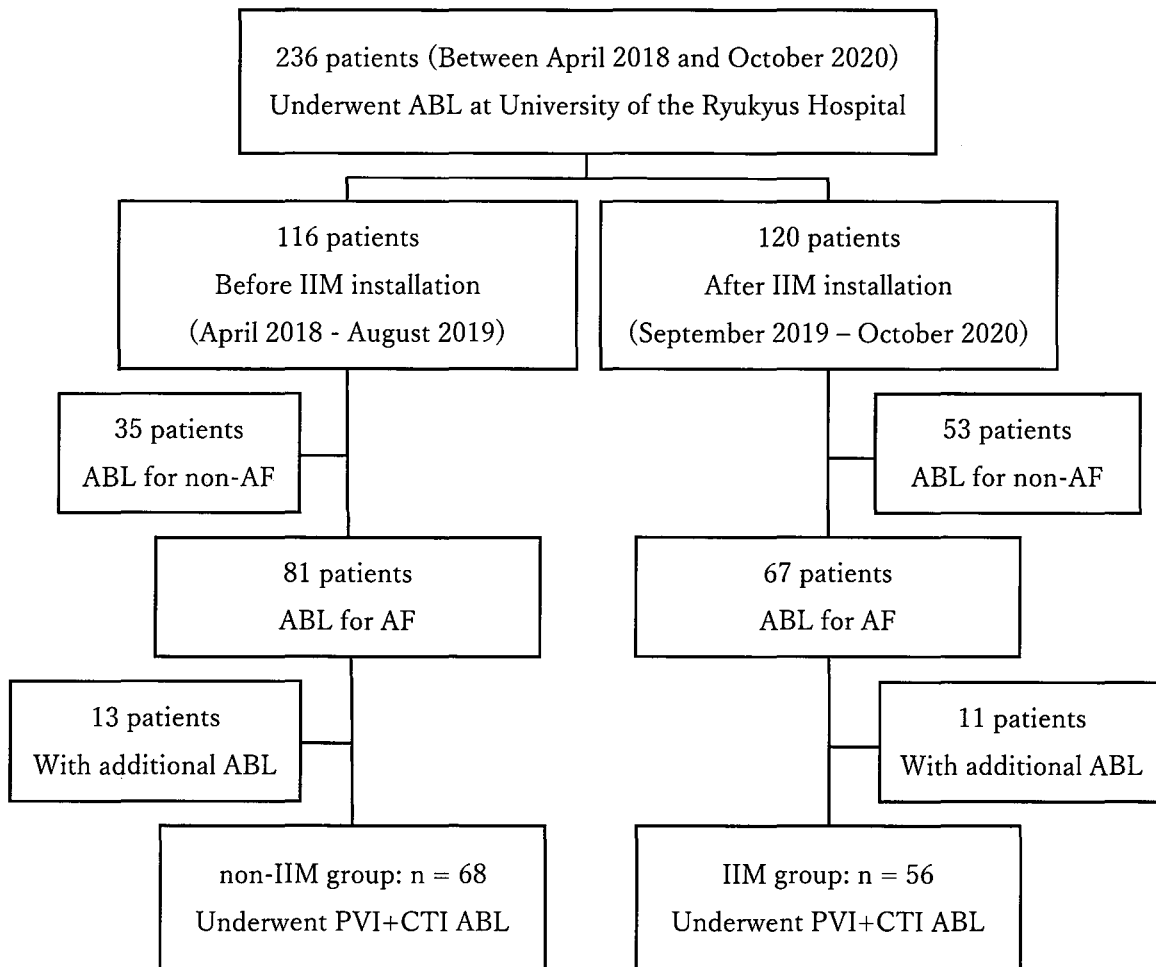 236 patients (Between April 2018 and October 2020)
Underwent ABL at University of the Ryukyus Hospital
116 patients
Before IIM installation
(April 2018 - August 2019)
120 patients
After IIM installation
(September 2019 – October 2020)
35 patients
ABL for non-AF
53 patients
ABL for non-AF
81 patients
ABL for AF
67 patients
ABL for AF
13 patients
With additional ABL
11 patients
With additional ABL
non-IIM group: n = 68
Underwent PVI+CTI ABL
IIM group: n = 56
Underwent PVI+CTI ABL